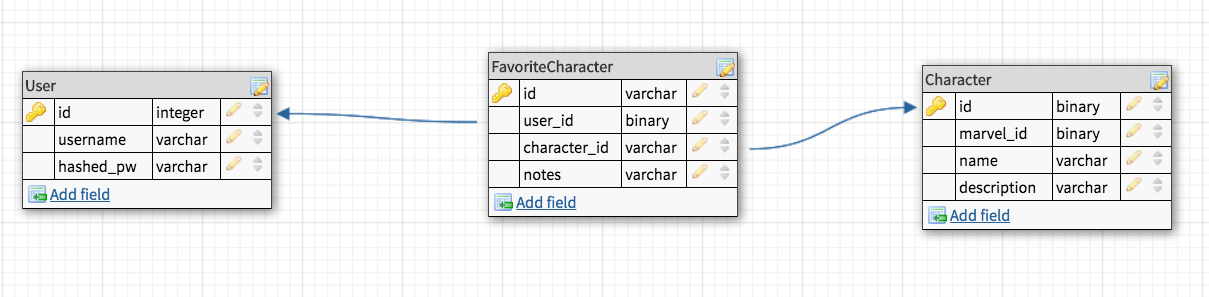 User
id integer
username varchar
hashed_pw varchar
Add field
FavoriteCharacter
id varchar
user_id binary
character_id varchar
notes varchar
Add field
Character
id binary
marvel_id binary
name varchar
description varchar
Add field